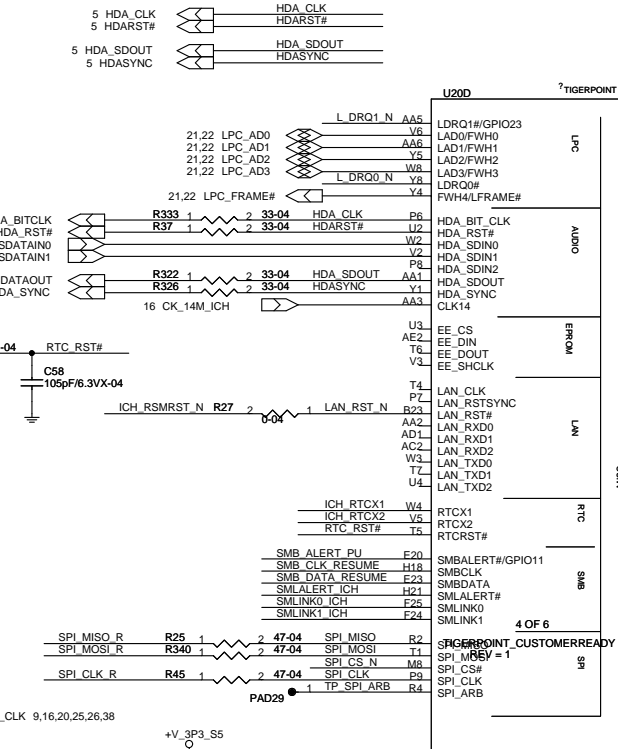 5 HDA_CLK HDA_CLK
5 HDARST# HDARST#
5 HDA_SDOUT HDA_SDOUT
5 HDASYNC HDASYNC
U20D ?TIGERPOINT
L_DRQ1_N AA5 LDRQ1#/GPIO23
21,22 LPC_AD0 V6 LAD0/FWH0
21,22 LPC_AD1 AA6 LAD1/FWH1
21,22 LPC_AD2 Y5 LAD2/FWH2
21,22 LPC_AD3 W8 LAD3/FWH3
L_DRQ0_N Y8 LDRQ0#
21,22 LPC_FRAME# Y4 FWH4/LFRAME#
LPC
A_BITCLK R333 1 2 33-04 HDA_CLK P6 HDA_BIT_CLK
HDA_RST# R37 1 2 33-04 HDARST# U2 HDA_RST#
SDATAIN0 W2 HDA_SDIN0
SDATAIN1 V2 HDA_SDIN1
P8 HDA_SDIN2
DATAOUT R322 1 2 33-04 HDA_SDOUT AA1 HDA_SDOUT
DA_SYNC R326 1 2 33-04 HDASYNC Y1 HDA_SYNC
16 CK_14M_ICH AA3 CLK14
AUDIO
U3 EE_CS
AE2 EE_DIN
T6 EE_DOUT
V3 EE_SHCLK
EPROM
-04 RTC_RST#
C58
105pF/6.3VX-04
T4 LAN_CLK
P7 LAN_RSTSYNC
ICH_RSMRST_N R27 2 0-04 1 LAN_RST_N B23 LAN_RST#
AA2 LAN_RXD0
AD1 LAN_RXD1
AC2 LAN_RXD2
W3 LAN_TXD0
T7 LAN_TXD1
U4 LAN_TXD2
LAN
ICH_RTCX1 W4 RTCX1
ICH_RTCX2 V5 RTCX2
RTC_RST# T5 RTCRST#
RTC
SMB_ALERT_PU E20 SMBALERT#/GPIO11
SMB_CLK_RESUME H18 SMBCLK
SMB_DATA_RESUME E23 SMBDATA
SMLALERT_ICH H21 SMLALERT#
SMLINK0_ICH F25 SMLINK0
SMLINK1_ICH F24 SMLINK1
SMB
4 OF 6
TIGERPOINT_CUSTOMERREADY
REV = 1
SPI_MISO_R R25 1 2 47-04 SPI_MISO R2 SPI_MISO
SPI_MOSI_R R340 1 2 47-04 SPI_MOSI T1 SPI_MOSI
SPI_CS_N M8 SPI_CS#
SPI_CLK_R R45 1 2 47-04 SPI_CLK P9 SPI_CLK
PAD29 1 TP_SPI_ARB R4 SPI_ARB
SPI
_CLK 9,16,20,25,26,38
+V_3P3_S5